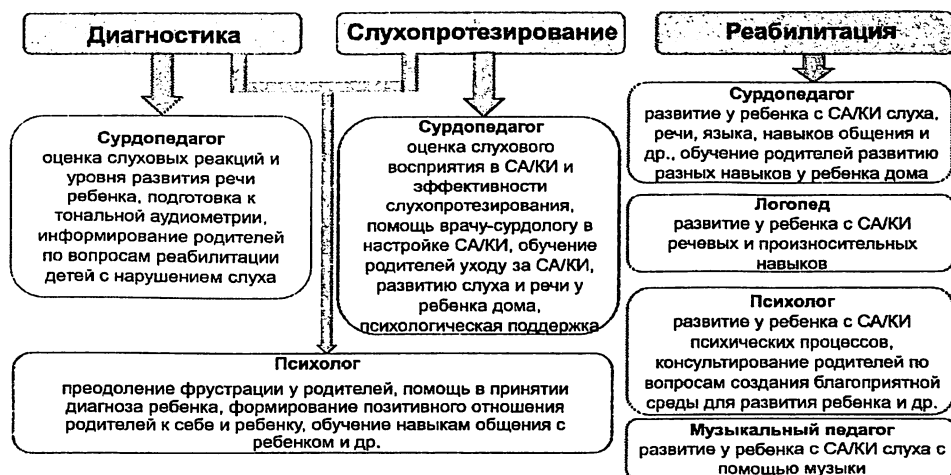 Диагностика
Слухопротезирование
Реабилитация
Сурдопедагог
оценка слуховых реакций и
уровня развития речи
ребенка, подготовка к
тональной аудиометрии,
информирование родителей
по вопросам реабилитации
детей с нарушением слуха
Сурдопедагог
оценка слухового
восприятия в СА/КИ и
эффективности
слухопротезирования,
помощь врачу-сурдологу в
настройке СА/КИ, обучение
родителей уходу за СА/КИ,
развитию слуха и речи у
ребенка дома,
психологическая поддержка
Психолог
преодоление фрустрации у родителей, помощь в принятии
диагноза ребенка, формирование позитивного отношения
родителей к себе и ребенку, обучение навыкам общения с
ребенком и др.
Сурдопедагог
развитие у ребенка с СА/КИ слуха,
речи, языка, навыков общения и
др., обучение родителей развитию
разных навыков у ребенка дома
Логопед
развитие у ребенка с СА/КИ
речевых и произносительных
навыков
Психолог
развитие у ребенка с СА/КИ
психических процессов,
консультирование родителей по
вопросам создания благоприятной
среды для развития ребенка и др.
Музыкальный педагог
развитие у ребенка с СА/КИ слуха с
помощью музыки